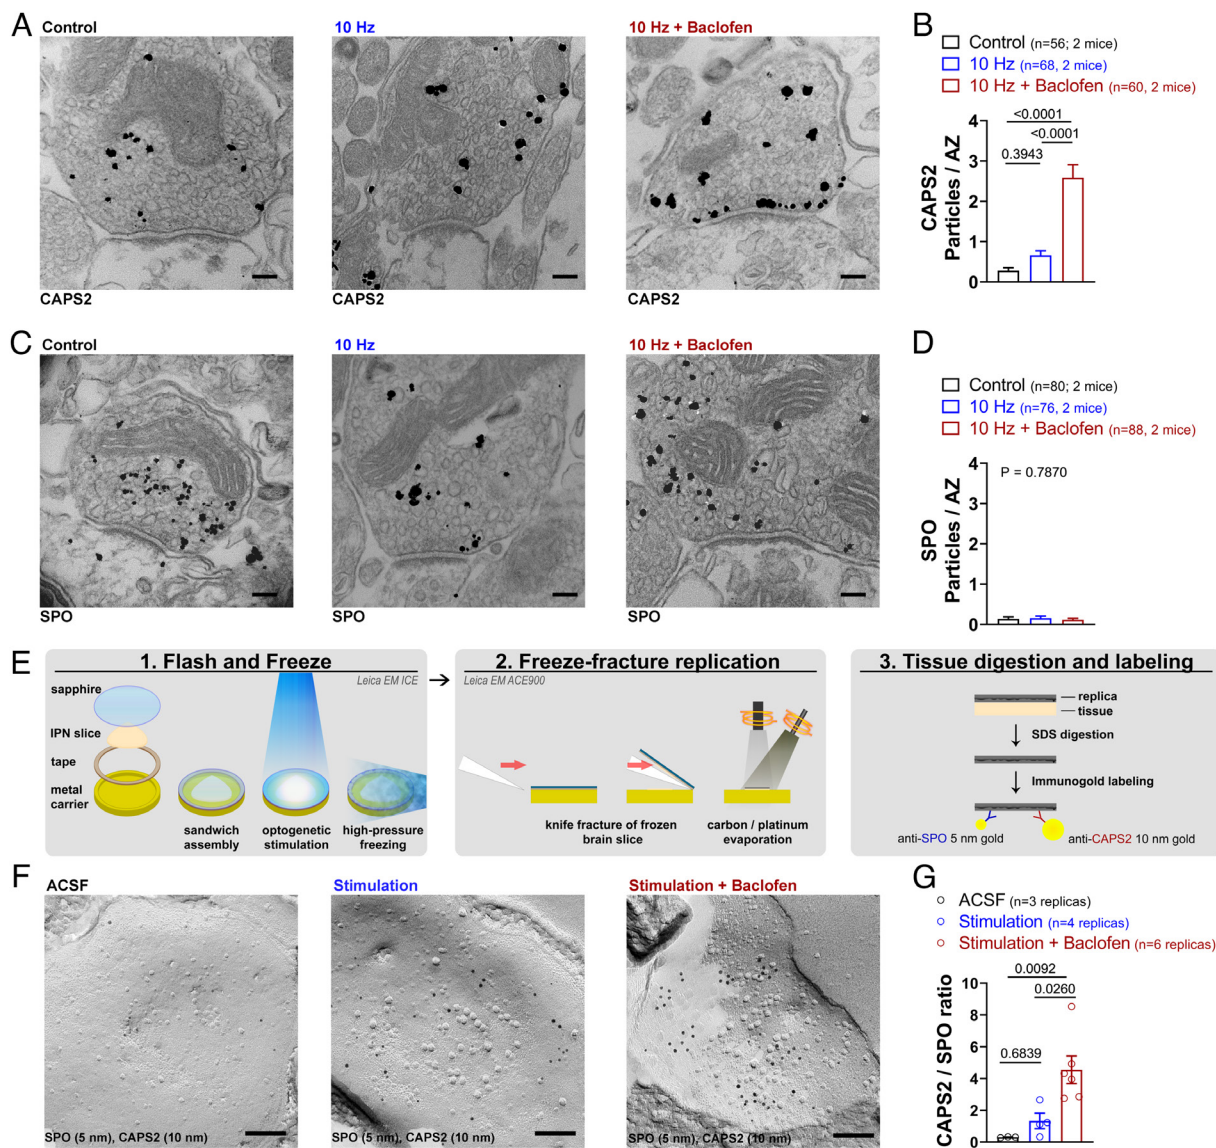 A
Control
10 Hz
10 Hz + Baclofen
CAPS2
CAPS2
CAPS2
B
Control (n=56; 2 mice)
10 Hz (n=68, 2 mice)
10 Hz + Baclofen (n=60, 2 mice)
<0.0001
<0.0001
0.3943
CAPS2
Particles / AZ
4
3
2
1
0
C
Control
10 Hz
10 Hz + Baclofen
SPO
SPO
SPO
D
Control (n=80; 2 mice)
10 Hz (n=76, 2 mice)
10 Hz + Baclofen (n=88, 2 mice)
P = 0.7870
SPO
Particles / AZ
4
3
2
1
0
E
1. Flash and Freeze
Leica EM ICE
sapphire
IPN slice
tape
metal
carrier
sandwich
assembly
optogenetic
stimulation
high-pressure
freezing
2. Freeze-fracture replication
Leica EM ACE900
knife fracture of frozen
brain slice
carbon / platinum
evaporation
3. Tissue digestion and labeling
replica
tissue
SDS digestion
Immunogold labeling
anti-SPO 5 nm gold
anti-CAPS2 10 nm gold
F
ACSF
Stimulation
Stimulation + Baclofen
SPO (5 nm), CAPS2 (10 nm)
SPO (5 nm), CAPS2 (10 nm)
SPO (5 nm), CAPS2 (10 nm)
G
ACSF (n=3 replicas)
Stimulation (n=4 replicas)
Stimulation + Baclofen (n=6 replicas)
0.0092
0.0260
0.6839
CAPS2 / SPO ratio
10
8
6
4
2
0